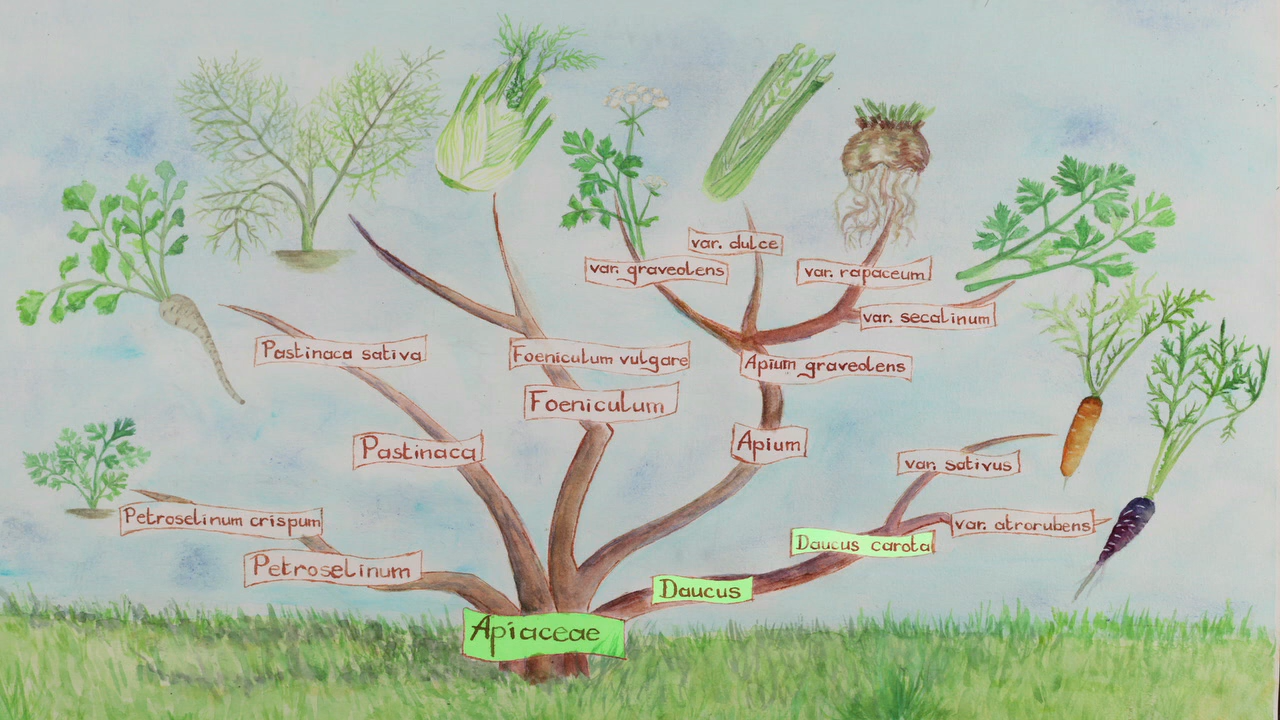 var. dulce
var. graveolens
var. rapaceum
var. secalinum
Pastinaca sativa
Foeniculum vulgare
Apium graveolens
Foeniculum
Pastinaca
Apium
var. sativus
Petroselinum crispum
var. atrorubens
Daucus carota
Petroselinum
Daucus
Apiaceae